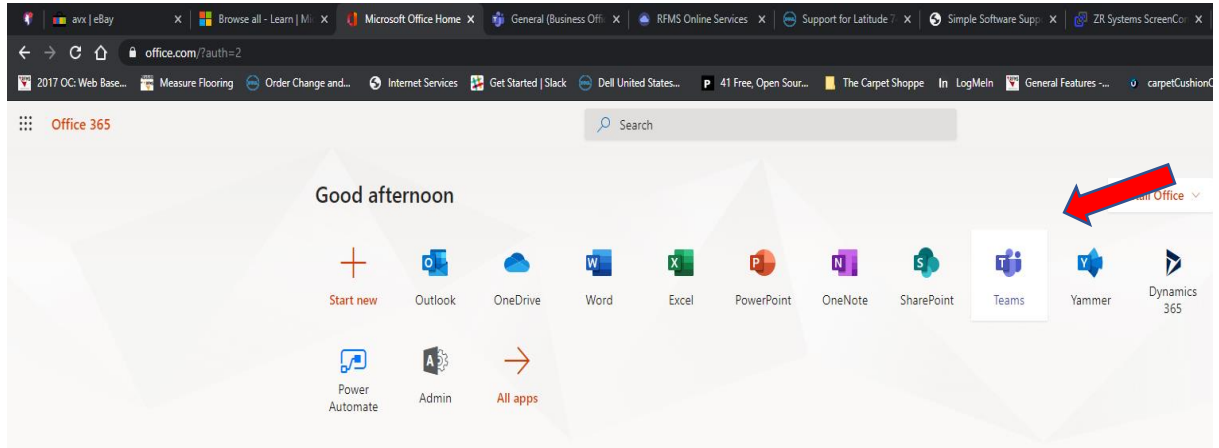 avx | eBay X Browse all - Learn | Mi X Microsoft Office Home X General (Business Offi X RFMS Online Services X Support for Latitude 7 X Simple Software Supp X ZR Systems ScreenCon X
office.com/?auth=2
2017 OC: Web Base... Measure Flooring Order Change and... Internet Services Get Started | Slack Dell United States... P 41 Free, Open Sour... The Carpet Shoppe In LogMeIn General Features -... carpetCushionC
Office 365 Search
Good afternoon Office
Start new Outlook OneDrive Word Excel PowerPoint OneNote SharePoint Teams Yammer Dynamics
365
Power
Automate Admin All apps